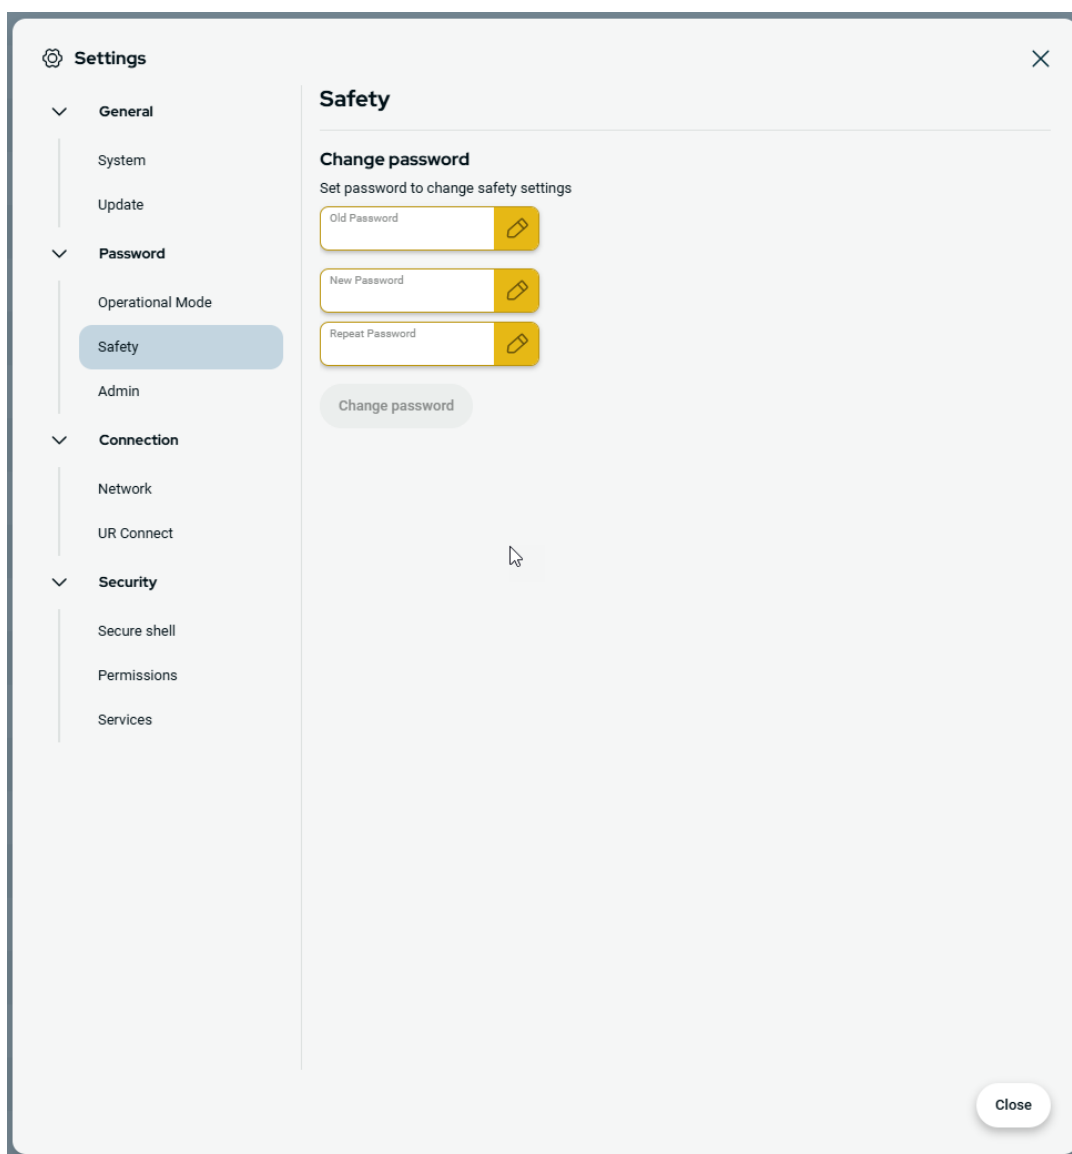 Settings
General
System
Update
Password
Operational Mode
Safety
Admin
Connection
Network
UR Connect
Security
Secure shell
Permissions
Services
Safety
Change password
Set password to change safety settings
Old Password
New Password
Repeat Password
Change password
Close